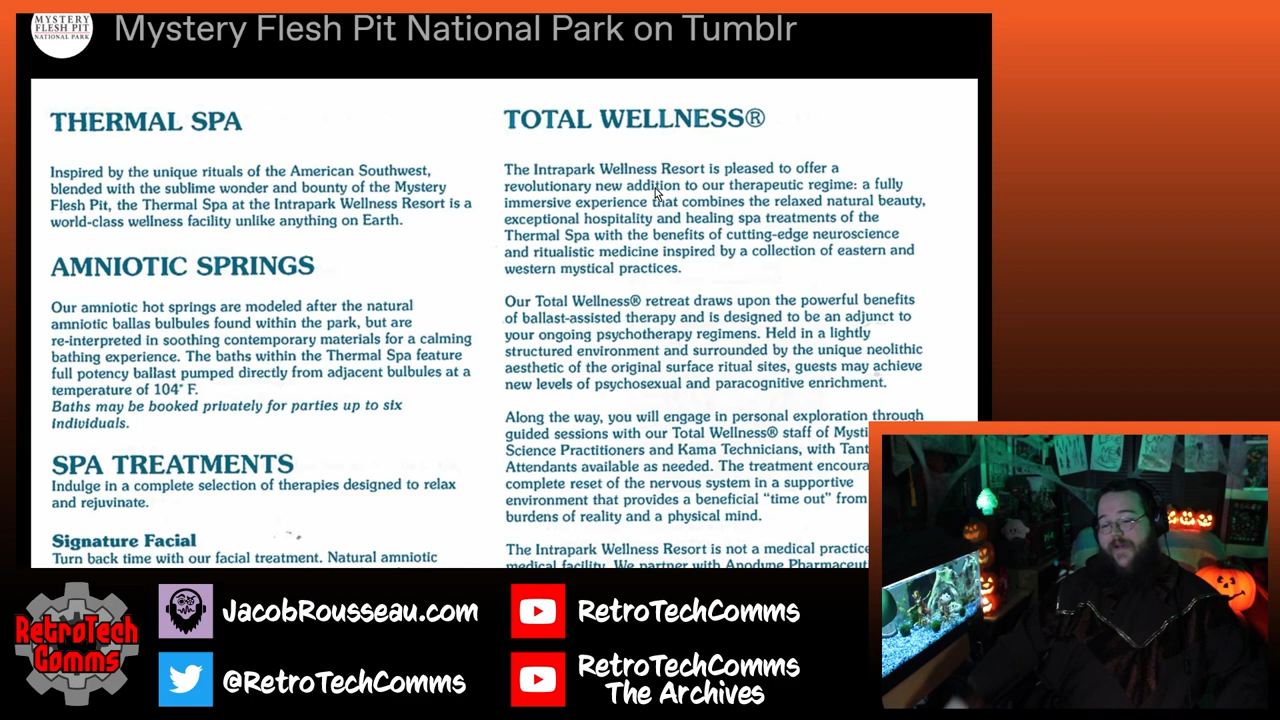 MYSTERY
FLESH PIT
NATIONAL PARK
Mystery Flesh Pit National Park on Tumblr
THERMAL SPA
Inspired by the unique rituals of the American Southwest,
blended with the sublime wonder and bounty of the Mystery
Flesh Pit, the Thermal Spa at the Intrapark Wellness Resort is a
world-class wellness facility unlike anything on Earth.
AMNIOTIC SPRINGS
Our amniotic hot springs are modeled after the natural
amniotic ballas bulbules found within the park, but are
re-interpreted in soothing contemporary materials for a calming
bathing experience. The baths within the Thermal Spa feature
full potency ballast pumped directly from adjacent bulbules at a
temperature of 104° F.
Baths may be booked privately for parties up to six
individuals.
SPA TREATMENTS
Indulge in a complete selection of therapies designed to relax
and rejuvinate.
Signature Facial
Turn back time with our facial treatment. Natural amniotic
TOTAL WELLNESS®
The Intrapark Wellness Resort is pleased to offer a
revolutionary new addition to our therapeutic regime: a fully
immersive experience that combines the relaxed natural beauty,
exceptional hospitality and healing spa treatments of the
Thermal Spa with the benefits of cutting-edge neuroscience
and ritualistic medicine inspired by a collection of eastern and
western mystical practices.
Our Total Wellness® retreat draws upon the powerful benefits
of ballast-assisted therapy and is designed to be an adjunct to
your ongoing psychotherapy regimens. Held in a lightly
structured environment and surrounded by the unique neolithic
aesthetic of the original surface ritual sites, guests may achieve
new levels of psychosexual and paracognitive enrichment.
Along the way, you will engage in personal exploration through
guided sessions with our Total Wellness® staff of Mysti
Science Practitioners and Kama Technicians, with Tant
Attendants available as needed. The treatment encoura
complete reset of the nervous system in a supportive
environment that provides a beneficial "time out" from
burdens of reality and a physical mind.
The Intrapark Wellness Resort is not a medical practice
medical facility. We partner with Anodyne Pharmaceut
RetroTech
Comms
JacobRousseau.com
@RetroTechComms
RetroTechComms
RetroTechComms
The Archives